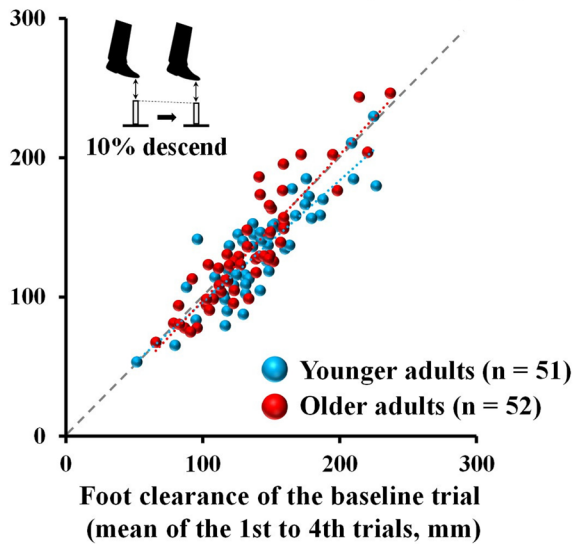 300
10% descend
200
100
Younger adults (n = 51)
Older adults (n = 52)
0
0 100 200 300
Foot clearance of the baseline trial
(mean of the 1st to 4th trials, mm)